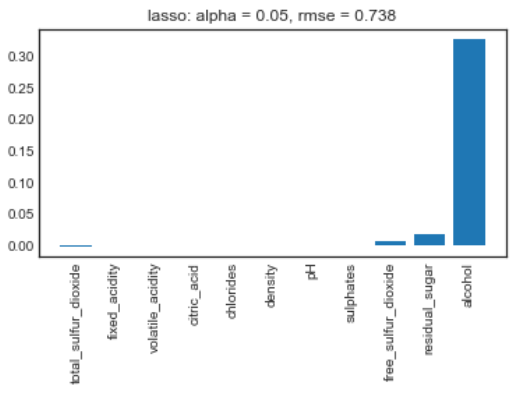 lasso: alpha = 0.05, rmse = 0.738
0.30
0.25
0.20
0.15
0.10
0.05
0.00
total_sulfur_dioxide
fixed_acidity
volatile_acidity
citric_acid
chlorides
density
pH
sulphates
free_sulfur_dioxide
residual_sugar
alcohol